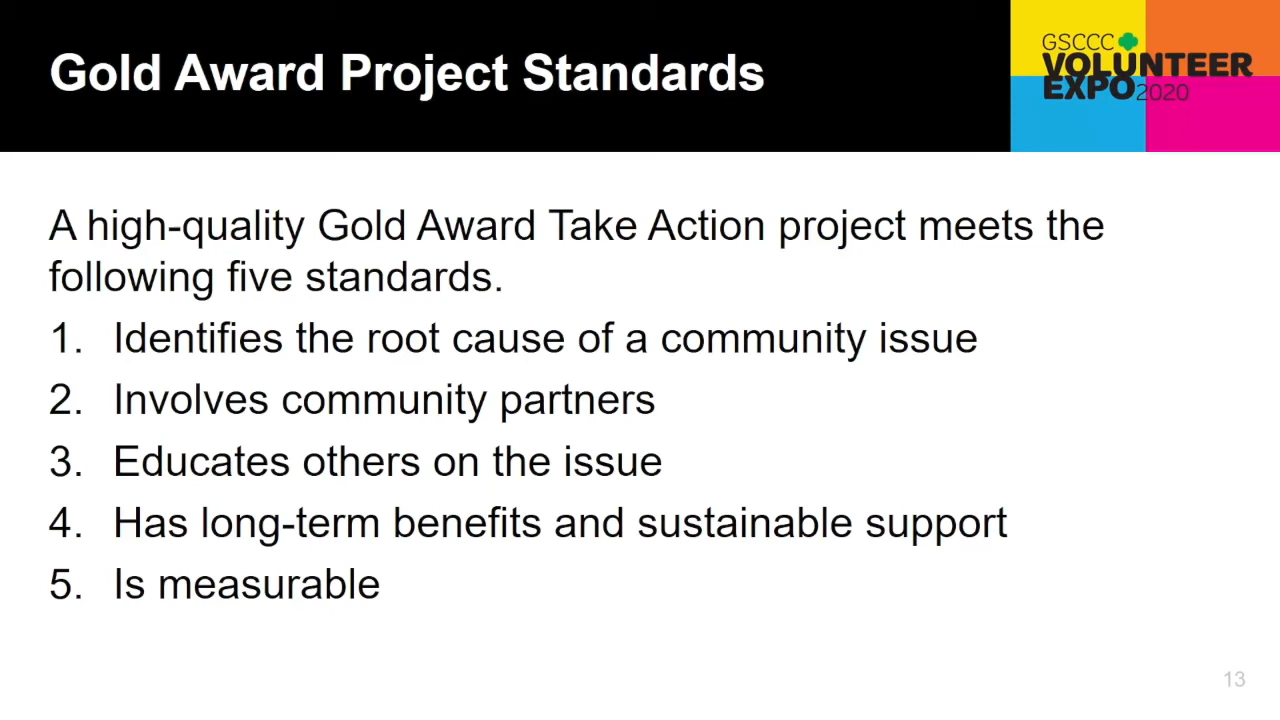 Gold Award Project Standards
GSCCC
VOLUNTEER
EXPO 2020
A high-quality Gold Award Take Action project meets the
following five standards.
1. Identifies the root cause of a community issue
2. Involves community partners
3. Educates others on the issue
4. Has long-term benefits and sustainable support
5. Is measurable
13